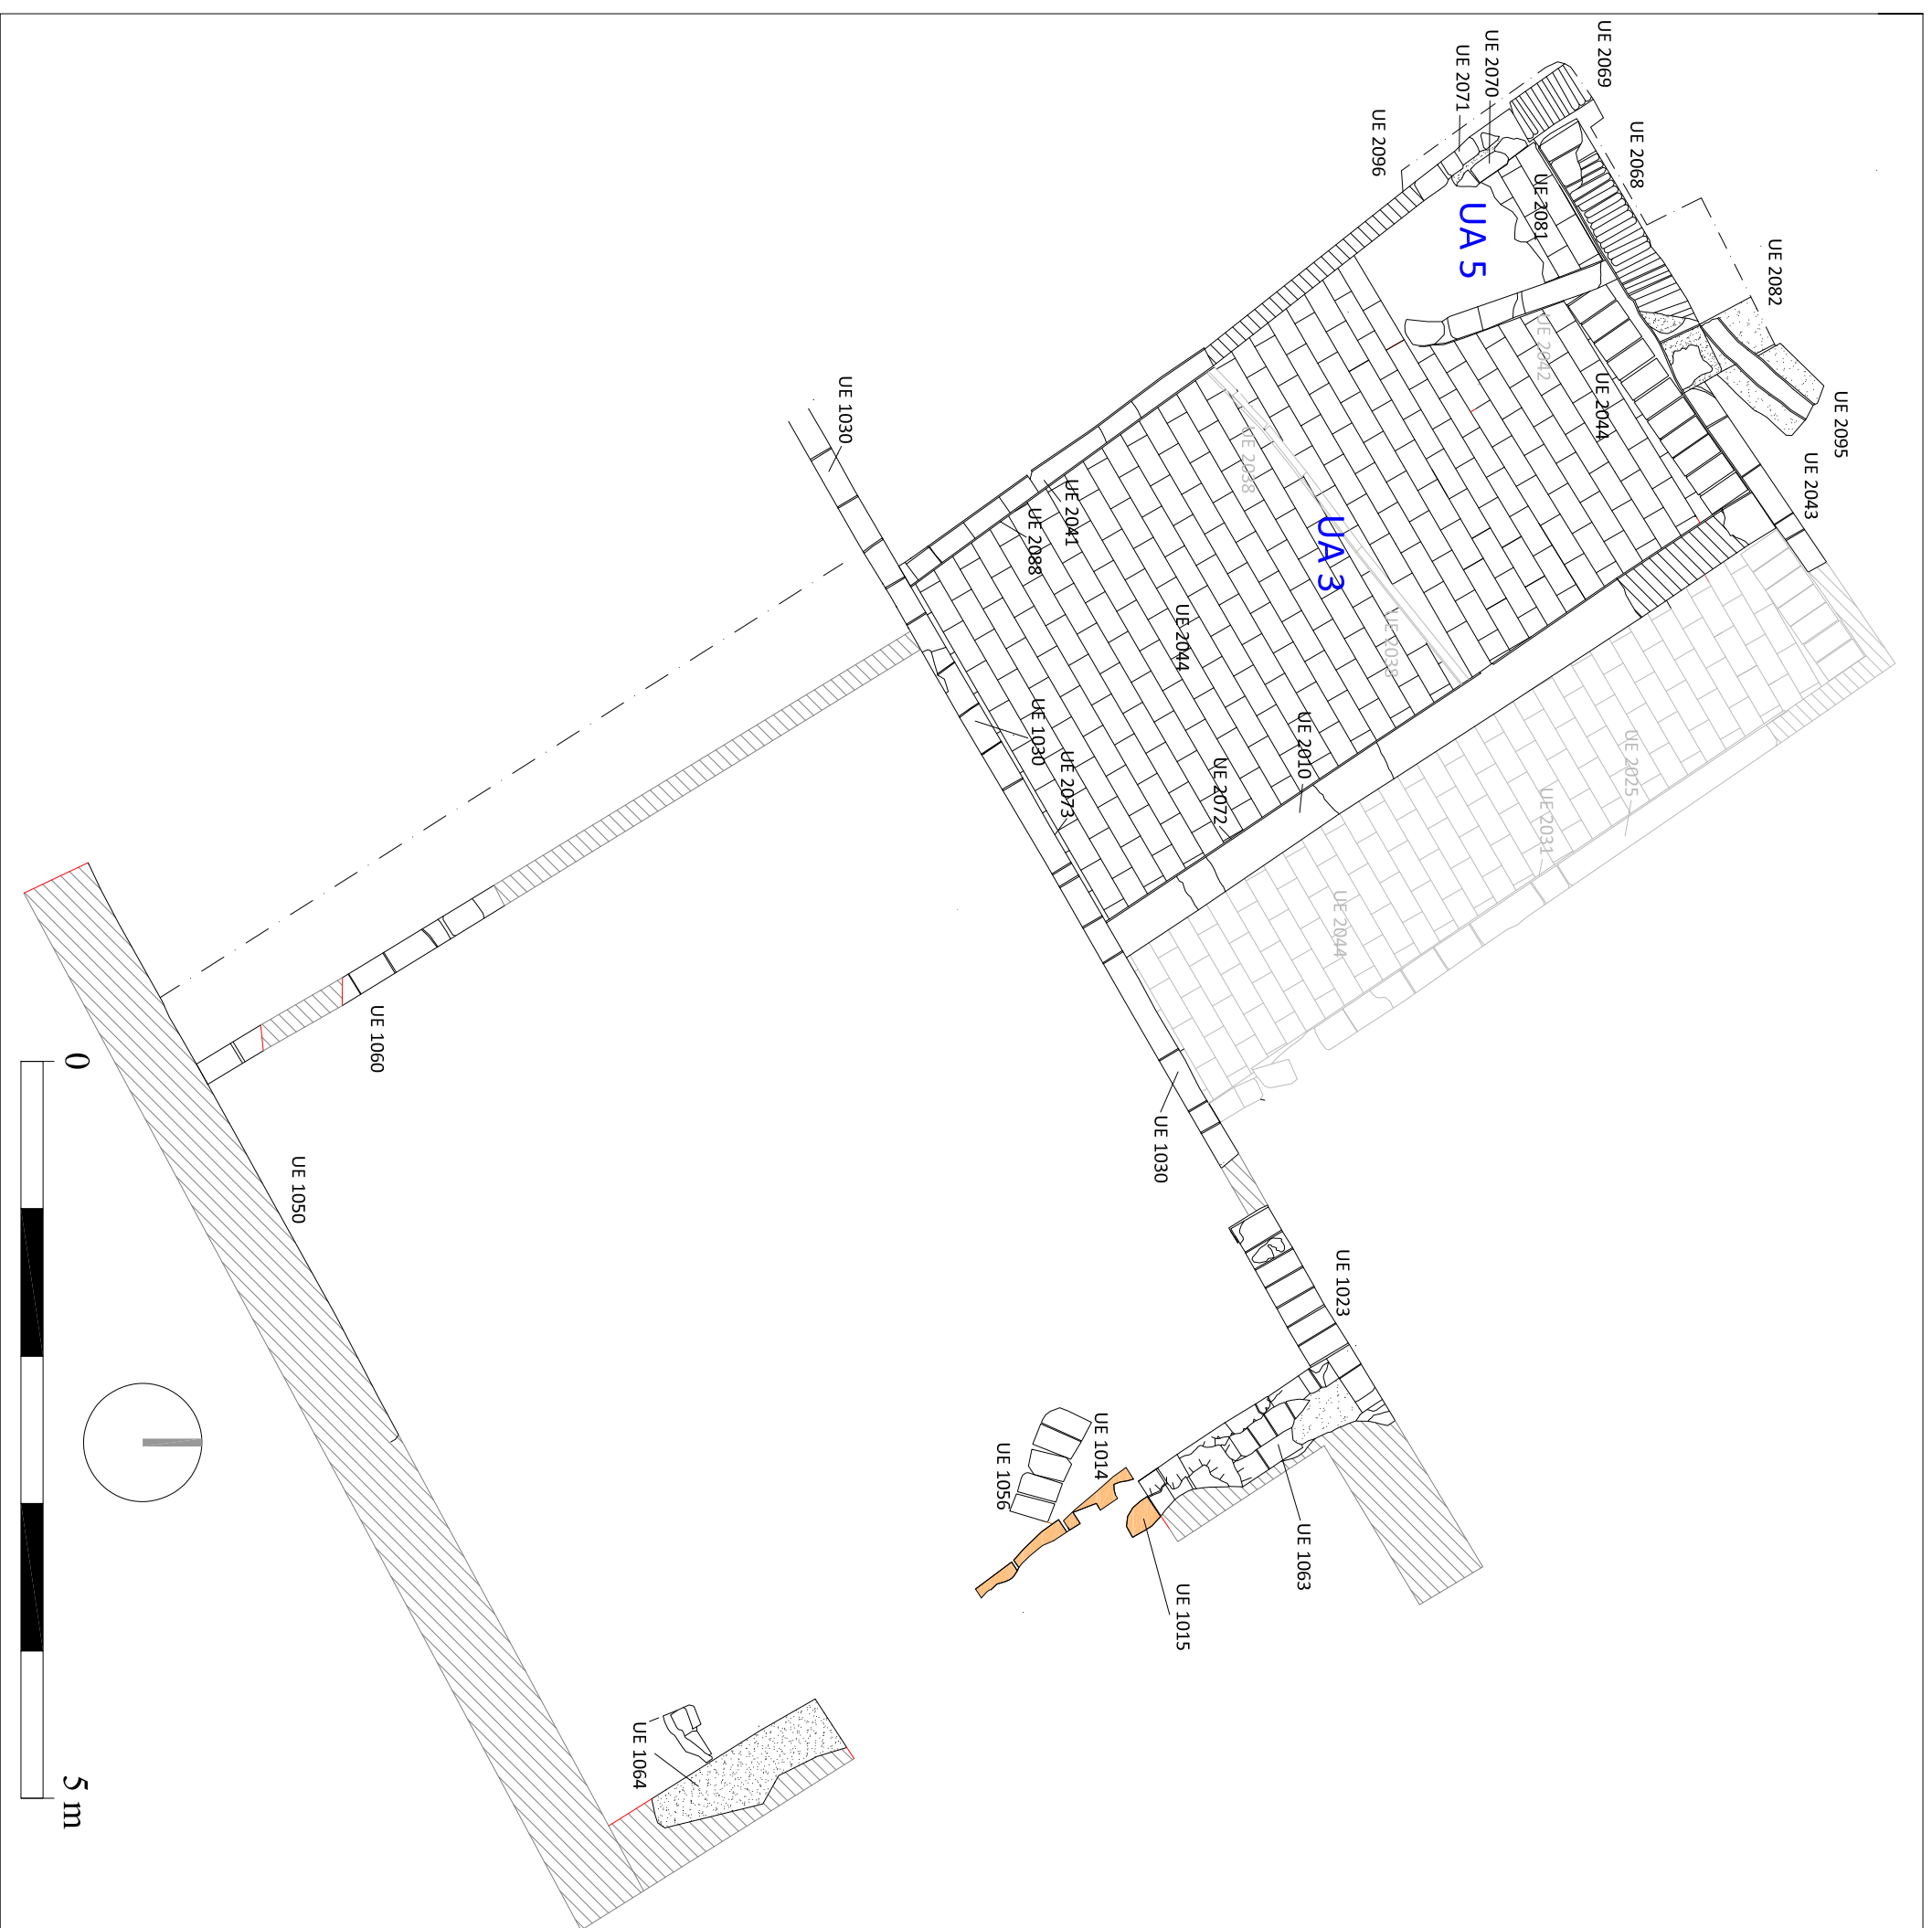 UE 2069
UE 2070
UE 2071
UE 2068
UE 2096
UE 2081
UA 5
UE 2082
UE 2042
UE 2044
UE 2095
UE 2043
UE 1030
UE 2038
UE 2041
UE 2088
UA 3
UE 2044
UE 2039
UE 1030
UE 2073
UE 2010
UE 2072
UE 2025
UE 2031
UE 2044
UE 1060
UE 1050
UE 1030
UE 1023
UE 1014
UE 1056
UE 1063
UE 1015
UE 1064
0
5 m